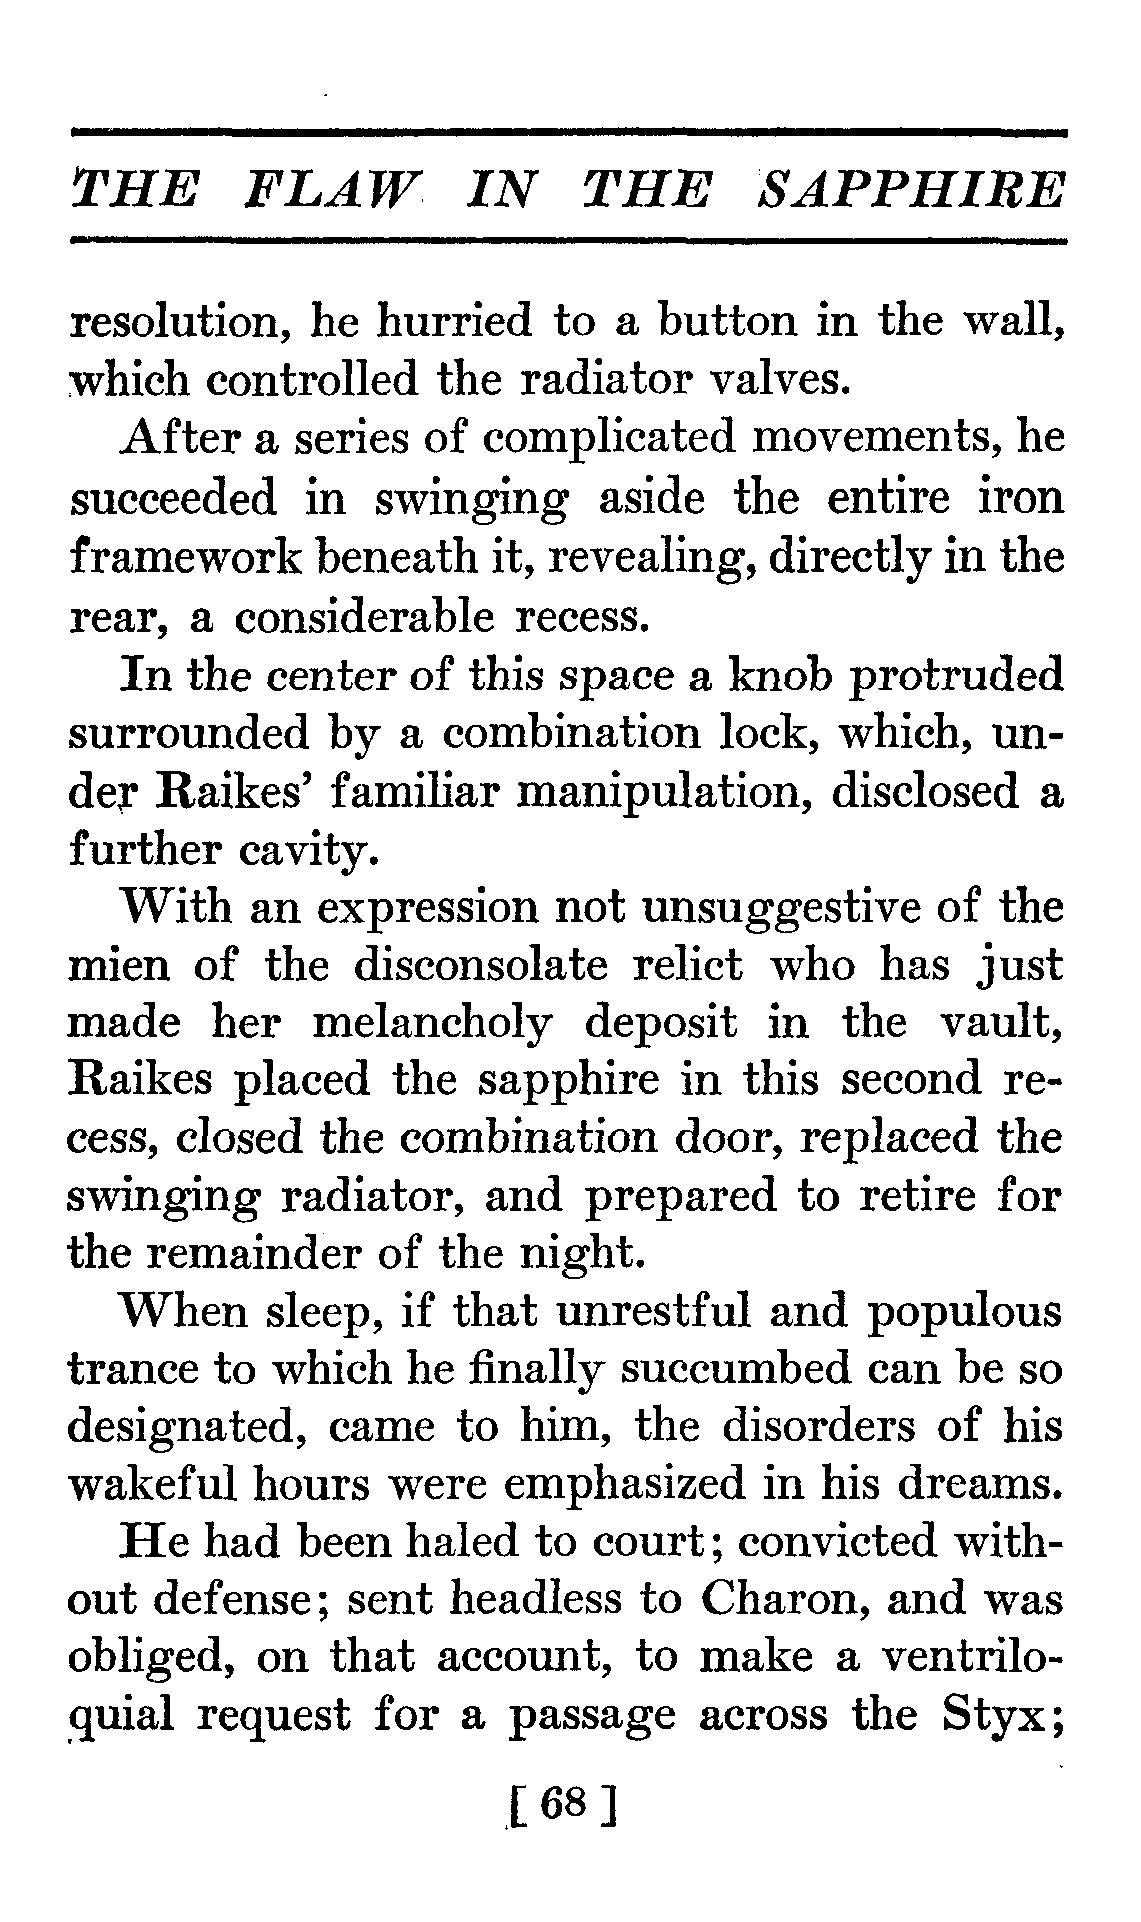 THE FLAW IN THE SAPPHIRE
resolution, he hurried to a button in the wall,
which controlled the radiator valves.
After a series of complicated movements, he
succeeded in swinging aside the entire iron
framework beneath it, revealing, directly in the
rear, a considerable recess.
In the center of this space a knob protruded
surrounded by a combination lock, which, un-
der Raikes' familiar manipulation, disclosed a
further cavity.
With an expression not unsuggestive of the
mien of the disconsolate relict who has just
made her melancholy deposit in the vault,
Raikes placed the sapphire in this second re-
cess, closed the combination door, replaced the
swinging radiator, and prepared to retire for
the remainder of the night.
When sleep, if that unrestful and populous
trance to which he finally succumbed can be so
designated, came to him, the disorders of his
wakeful hours were emphasized in his dreams.
He had been haled to court; convicted with-
out defense; sent headless to Charon, and was
obliged, on that account, to make a ventrilo-
quial request for a passage across the Styx;
[ 68 ]